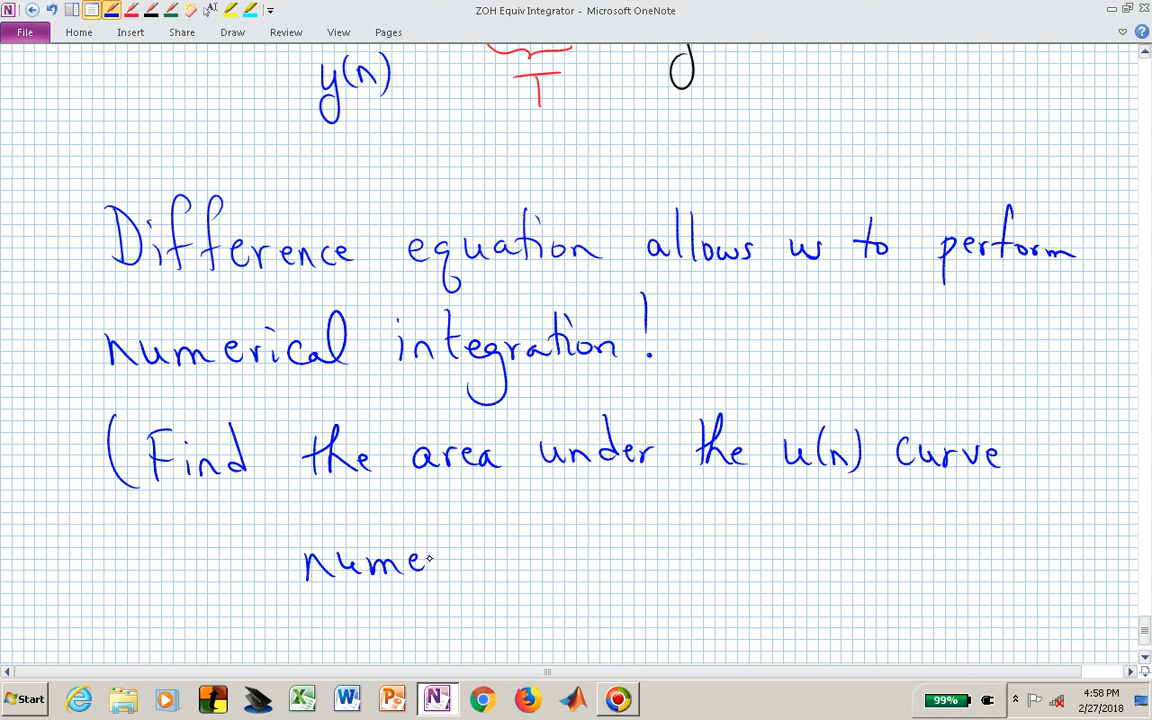 ZOH Equiv Integrator - Microsoft OneNote
File Home Insert Share Draw Review View Pages
y(n) T
Difference equation allows us to perform
numerical integration!
(Find the area under the u(n) curve
nume
Start 99% 4:58 PM
2/27/2018